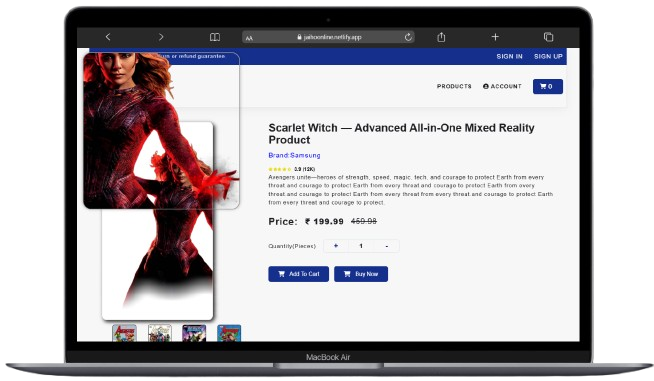 AA
jaihoonline.netlify.app
urn or refund guarantee
SIGN IN SIGN UP
PRODUCTS ACCOUNT 0
Scarlet Witch — Advanced All-in-One Mixed Reality
Product
Brand:Samsung
3.9 (12K)
Avengers unite—heroes of strength, speed, magic, tech, and courage to protect Earth from every
threat and courage to protect Earth from every threat and courage to protect Earth from every
threat and courage to protect Earth from every threat from every threat and courage to protect Earth
from every threat and courage to protect.
Price: ₹ 199.99 459.98
Quantity(Pieces) + 1 -
Add To Cart Buy Now
MacBook Air